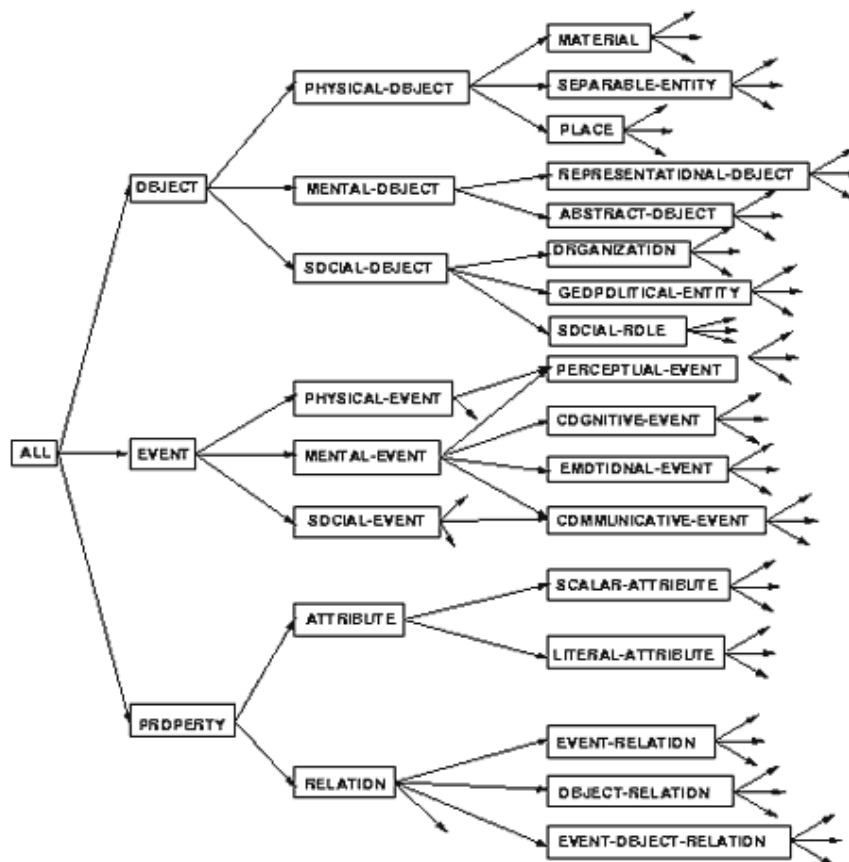 ALL
OBJECT
PHYSICAL-OBJECT
MATERIAL
SEPARABLE-ENTITY
PLACE
MENTAL-OBJECT
REPRESENTATIONAL-OBJECT
ABSTRACT-OBJECT
SOCIAL-OBJECT
ORGANIZATION
GEOPOLITICAL-ENTITY
SOCIAL-ROLE
EVENT
PHYSICAL-EVENT
PERCEPTUAL-EVENT
MENTAL-EVENT
COGNITIVE-EVENT
EMOTIONAL-EVENT
SOCIAL-EVENT
COMMUNICATIVE-EVENT
PROPERTY
ATTRIBUTE
SCALAR-ATTRIBUTE
LITERAL-ATTRIBUTE
RELATION
EVENT-RELATION
OBJECT-RELATION
EVENT-OBJECT-RELATION